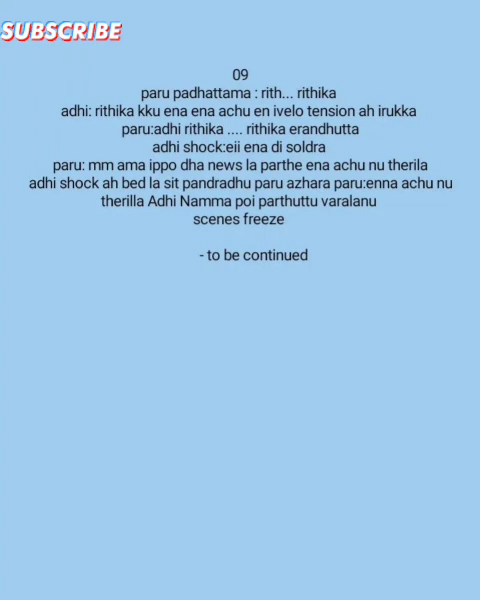 SUBSCRIBE
09
paru padhattama : rith... rithika
adhi: rithika kku ena ena achu en ivelo tension ah irukka
paru:adhi rithika .... rithika erandhutta
adhi shock:eii ena di soldra
paru: mm ama ippo dha news la parthe ena achu nu therila
adhi shock ah bed la sit pandradhu paru azhara paru:enna achu nu
therilla Adhi Namma poi parthuttu varalanu
scenes freeze
- to be continued